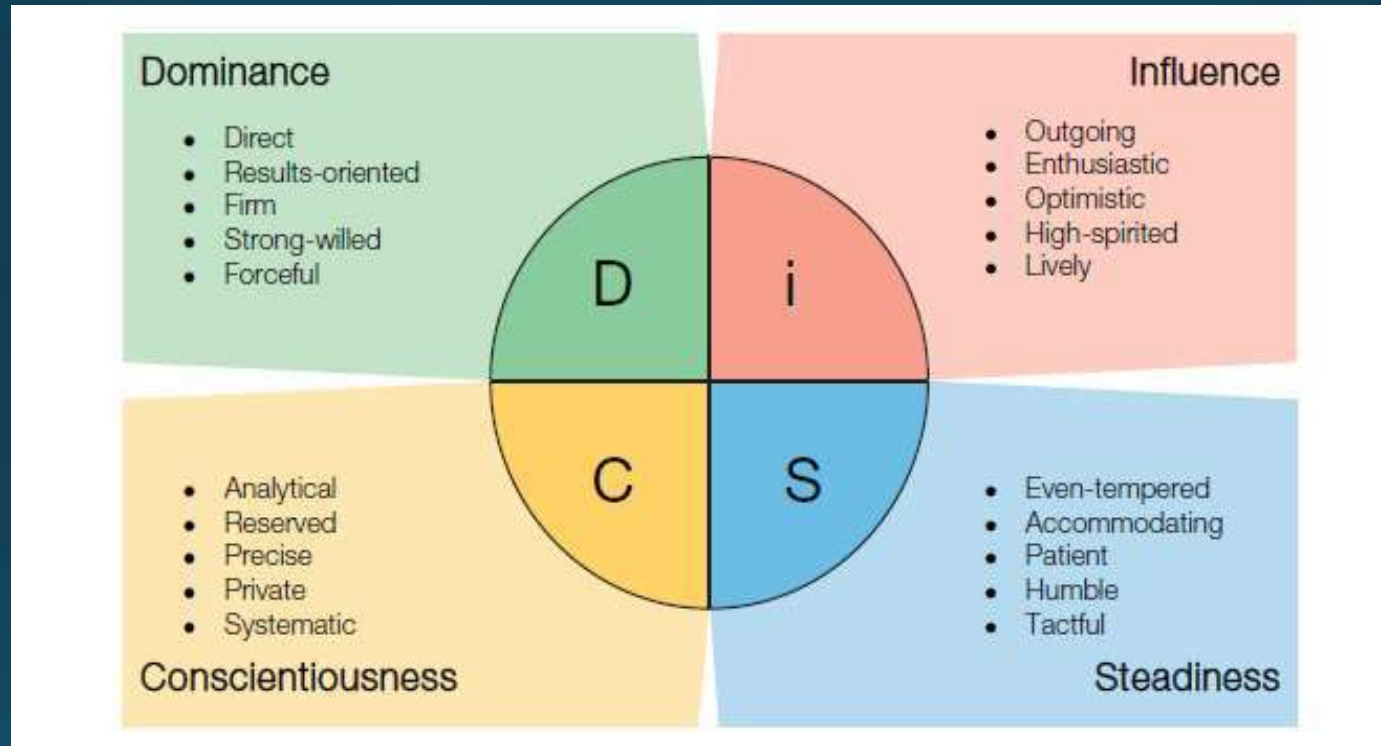 Dominance
• Direct
• Results-oriented
• Firm
• Strong-willed
• Forceful
Influence
• Outgoing
• Enthusiastic
• Optimistic
• High-spirited
• Lively
D
i
C
S
• Analytical
• Reserved
• Precise
• Private
• Systematic
Conscientiousness
• Even-tempered
• Accommodating
• Patient
• Humble
• Tactful
Steadiness